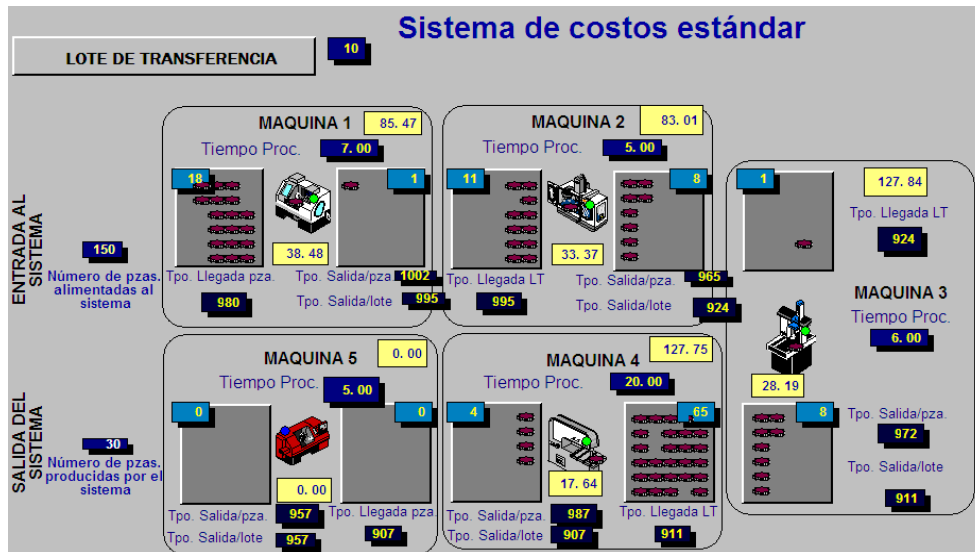 Sistema de costos estándar
LOTE DE TRANSFERENCIA
10
ENTRADA AL SISTEMA
150
Número de pzas. alimentadas al sistema
MAQUINA 1
85.47
Tiempo Proc.
7.00
18
1
38.48
Tpo. Llegada pza.
980
Tpo. Salida/pza.
1002
Tpo. Salida/lote
995
MAQUINA 2
83.01
Tiempo Proc.
5.00
11
8
33.37
Tpo. Llegada LT
995
Tpo. Salida/pza.
965
Tpo. Salida/lote
924
1
127.84
Tpo. Llegada LT
924
MAQUINA 3
Tiempo Proc.
6.00
28.19
8
Tpo. Salida/pza.
972
Tpo. Salida/lote
911
SALIDA DEL SISTEMA
30
Número de pzas. producidas por el sistema
MAQUINA 5
0.00
Tiempo Proc.
5.00
0
0
0.00
Tpo. Salida/pza.
957
Tpo. Llegada pza.
907
Tpo. Salida/lote
957
MAQUINA 4
127.75
Tiempo Proc.
20.00
4
65
17.64
Tpo. Salida/pza.
987
Tpo. Llegada LT
911
Tpo. Salida/lote
907